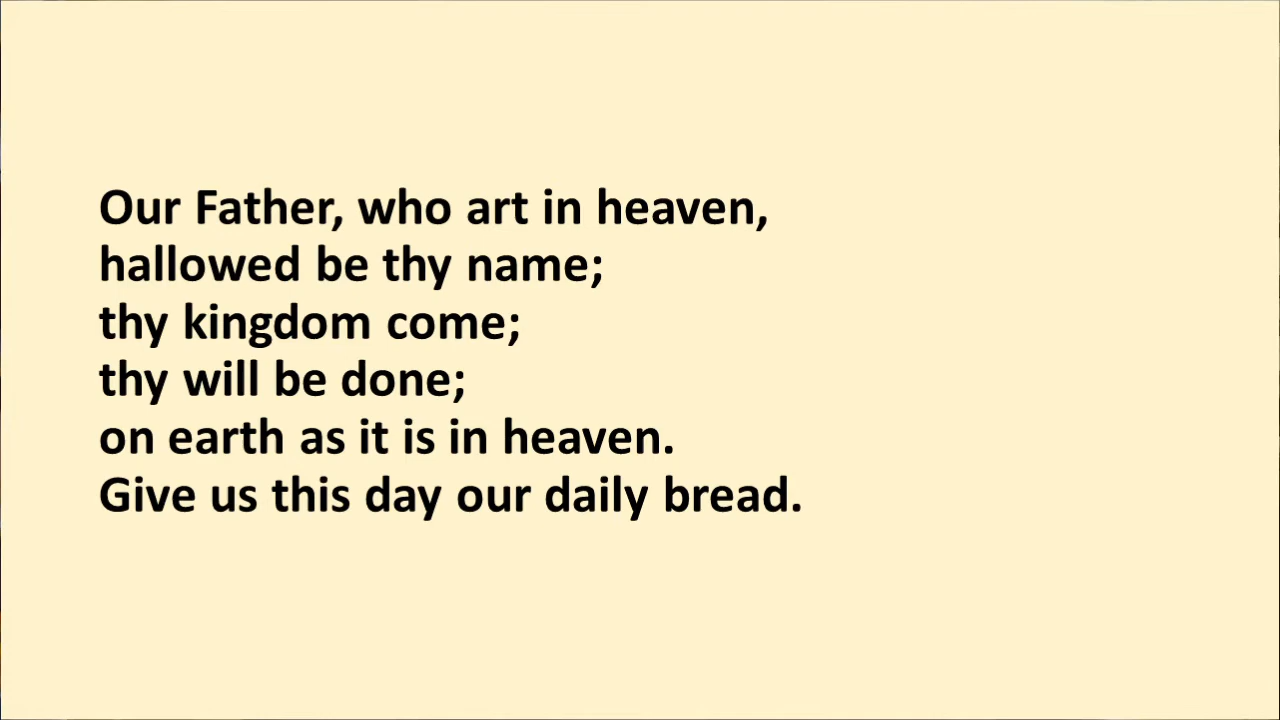 Our Father, who art in heaven,
hallowed be thy name;
thy kingdom come;
thy will be done;
on earth as it is in heaven.
Give us this day our daily bread.